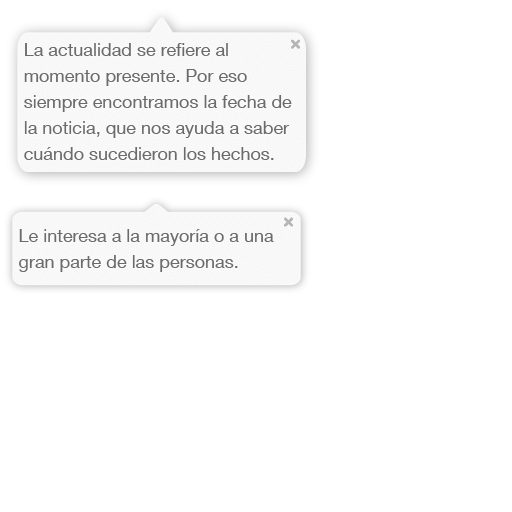 La actualidad se refiere al
momento presente. Por eso
siempre encontramos la fecha de
la noticia, que nos ayuda a saber
cuándo sucedieron los hechos.
Le interesa a la mayoría o a una
gran parte de las personas.